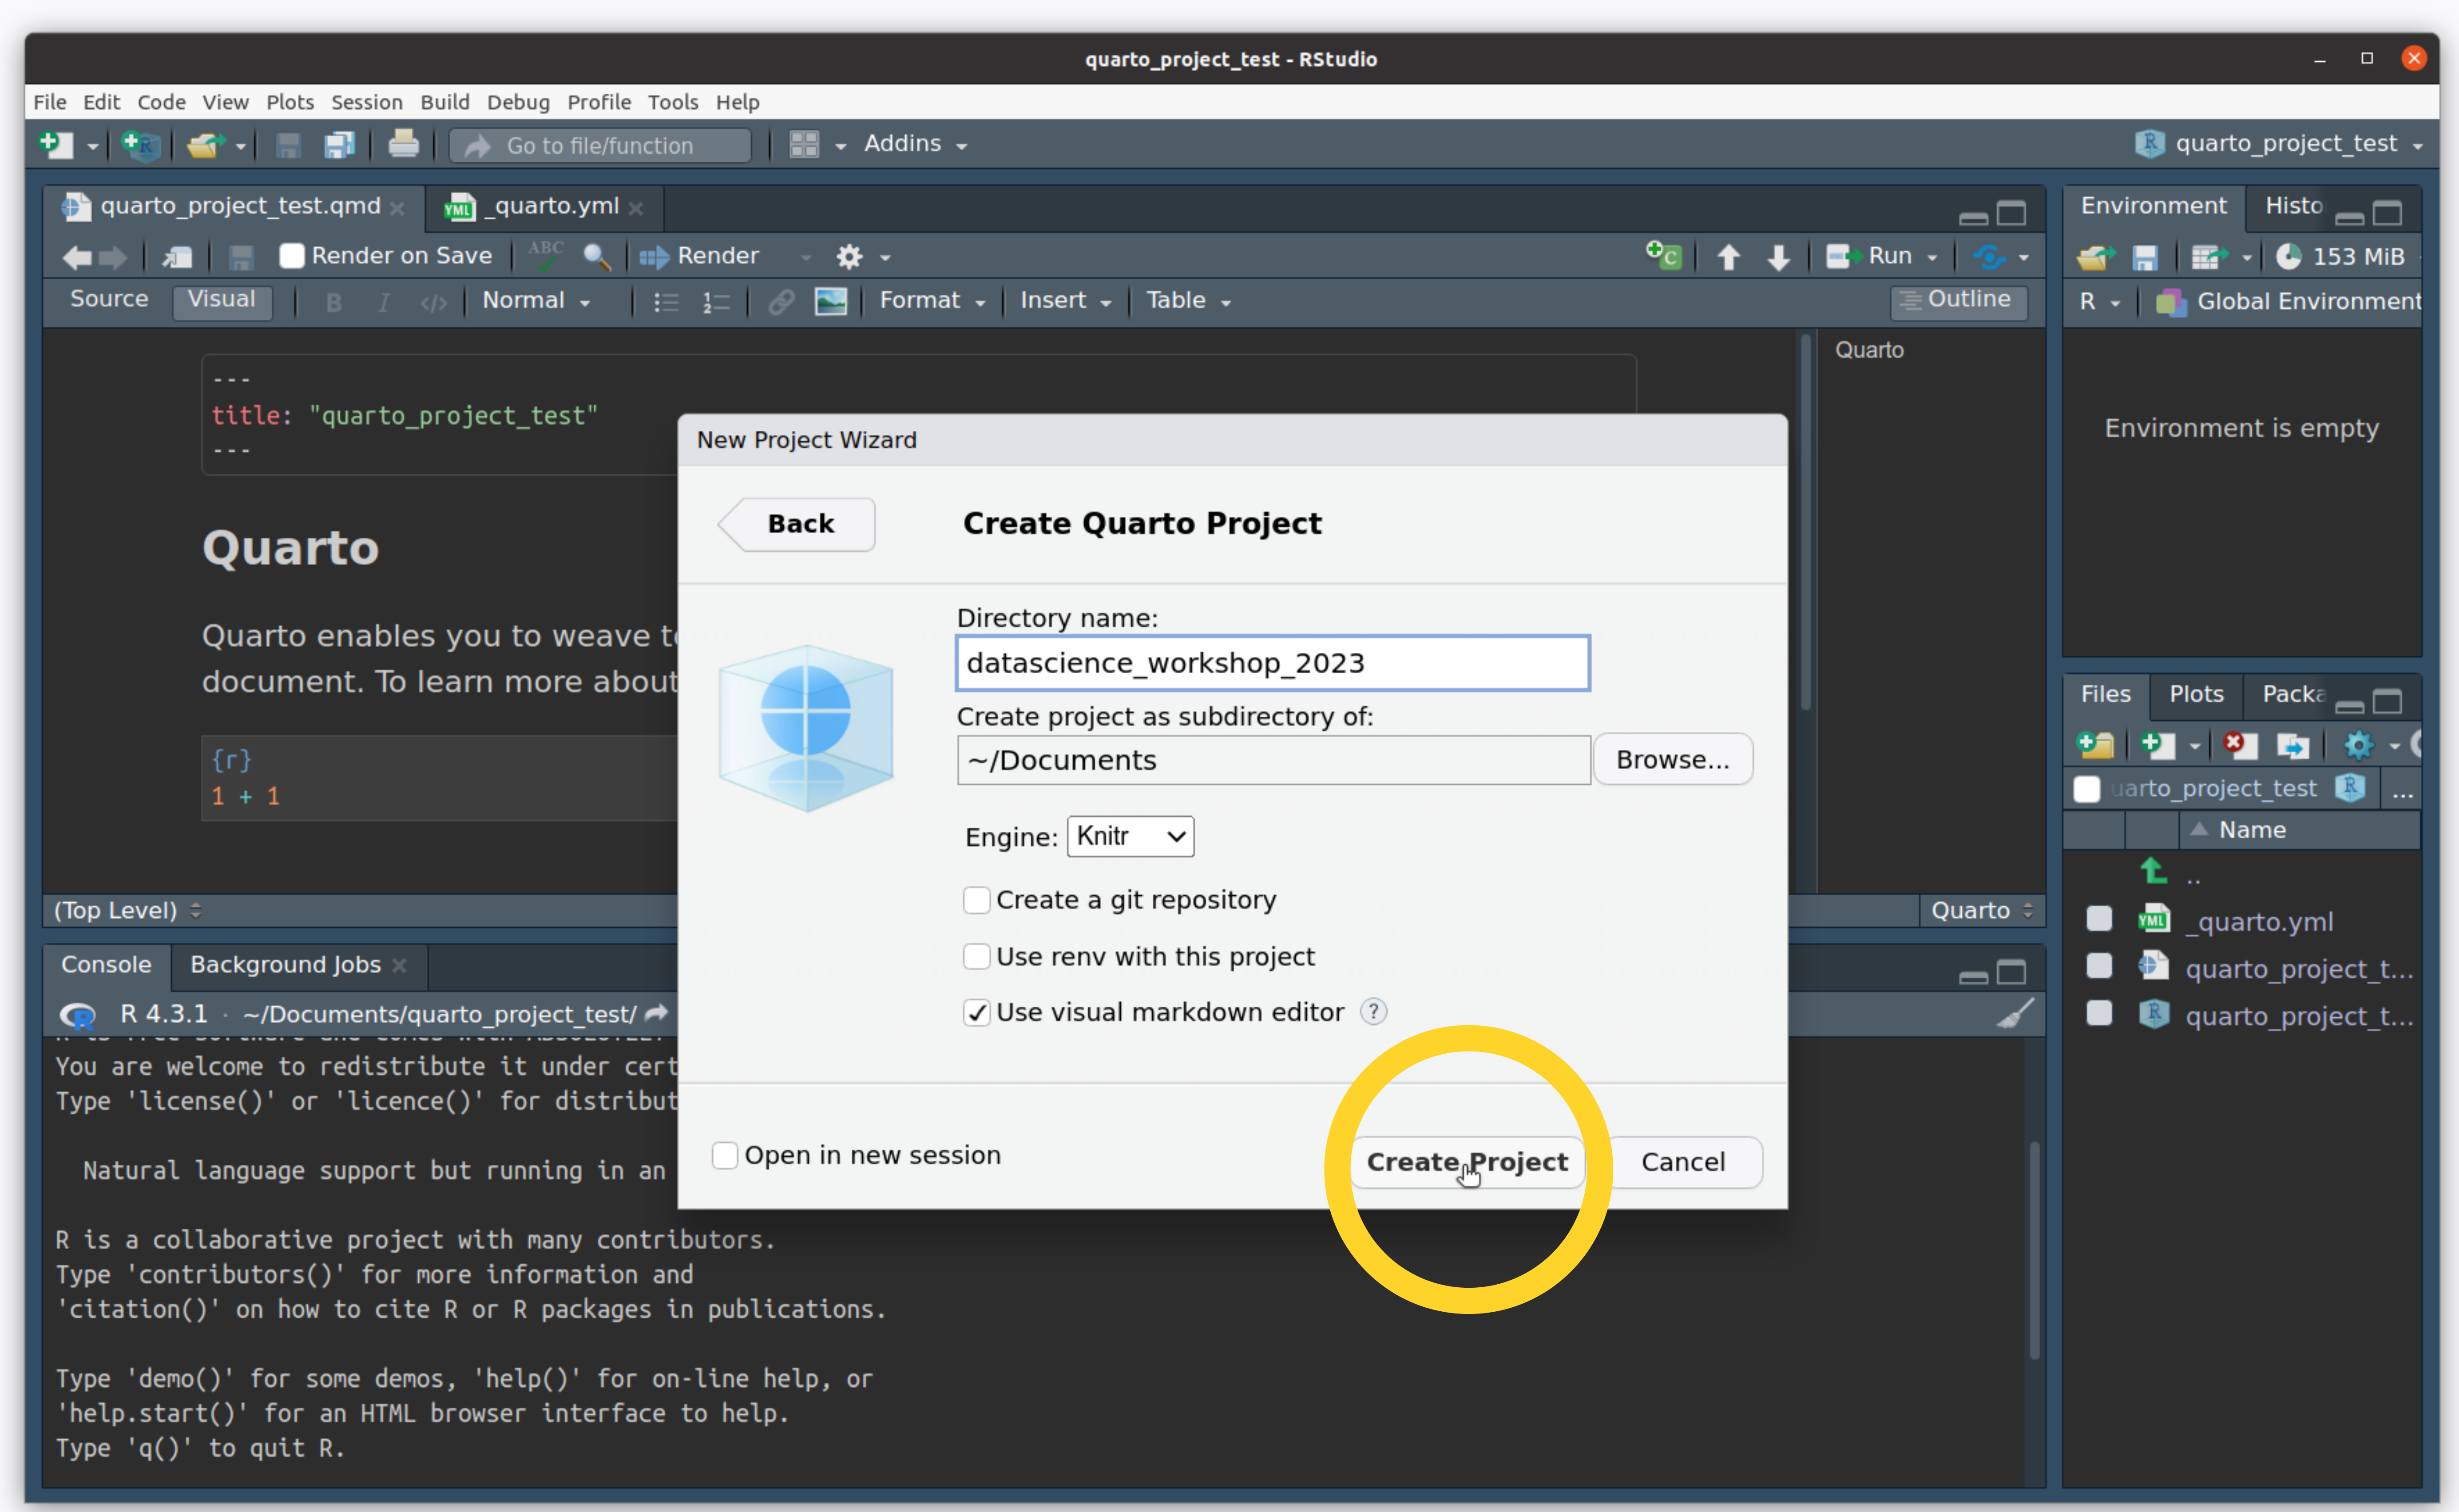 quarto_project_test - RStudio
File Edit Code View Plots Session Build Debug Profile Tools Help
Go to file/function Addins quarto_project_test
quarto_project_test.qmd _quarto.yml
Render on Save ABC Render Run
Source Visual B I </> Normal Format Insert Table Outline
---
title: "quarto_project_test"
---
Quarto
Quarto enables you to weave
document. To learn more about
{r}
1 + 1
(Top Level) Quarto
Quarto
New Project Wizard
Back Create Quarto Project
Directory name:
datascience_workshop_2023
Create project as subdirectory of:
~/Documents Browse...
Engine: Knitr
Create a git repository
Use renv with this project
Use visual markdown editor ?
Open in new session Create Project Cancel
Console Background Jobs
R 4.3.1 · ~/Documents/quarto_project_test/
You are welcome to redistribute it under cert
Type 'license()' or 'licence()' for distribut
Natural language support but running in an
R is a collaborative project with many contributors.
Type 'contributors()' for more information and
'citation()' on how to cite R or R packages in publications.
Type 'demo()' for some demos, 'help()' for on-line help, or
'help.start()' for an HTML browser interface to help.
Type 'q()' to quit R.
Environment Histo
153 MiB
R Global Environment
Environment is empty
Files Plots Packa
uarto_project_test ...
Name
..
YML _quarto.yml
quarto_project_t...
quarto_project_t...